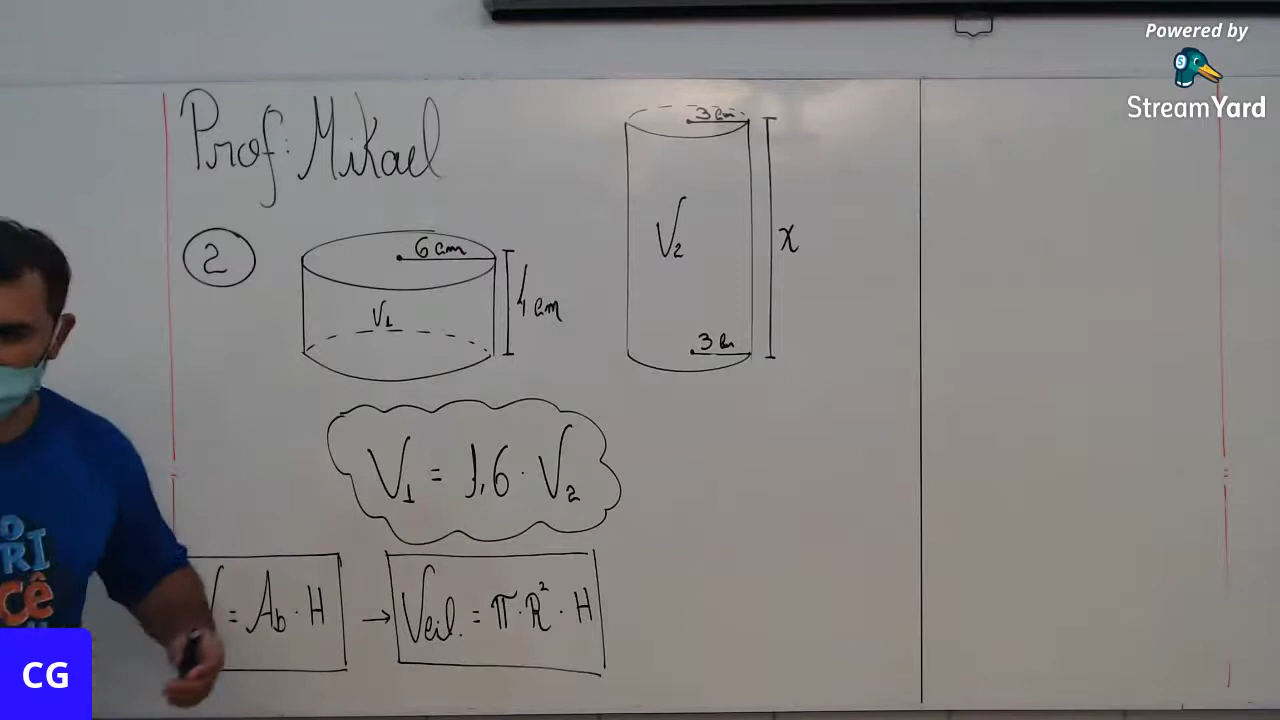 Powered by
StreamYard
Prof: Mikael
2
6 cm
V1
4 cm
3 cm
V2
x
3 cm
V1 = 1,6 · V2
V = Ab · H → Vcil. = π · R² · H
CG